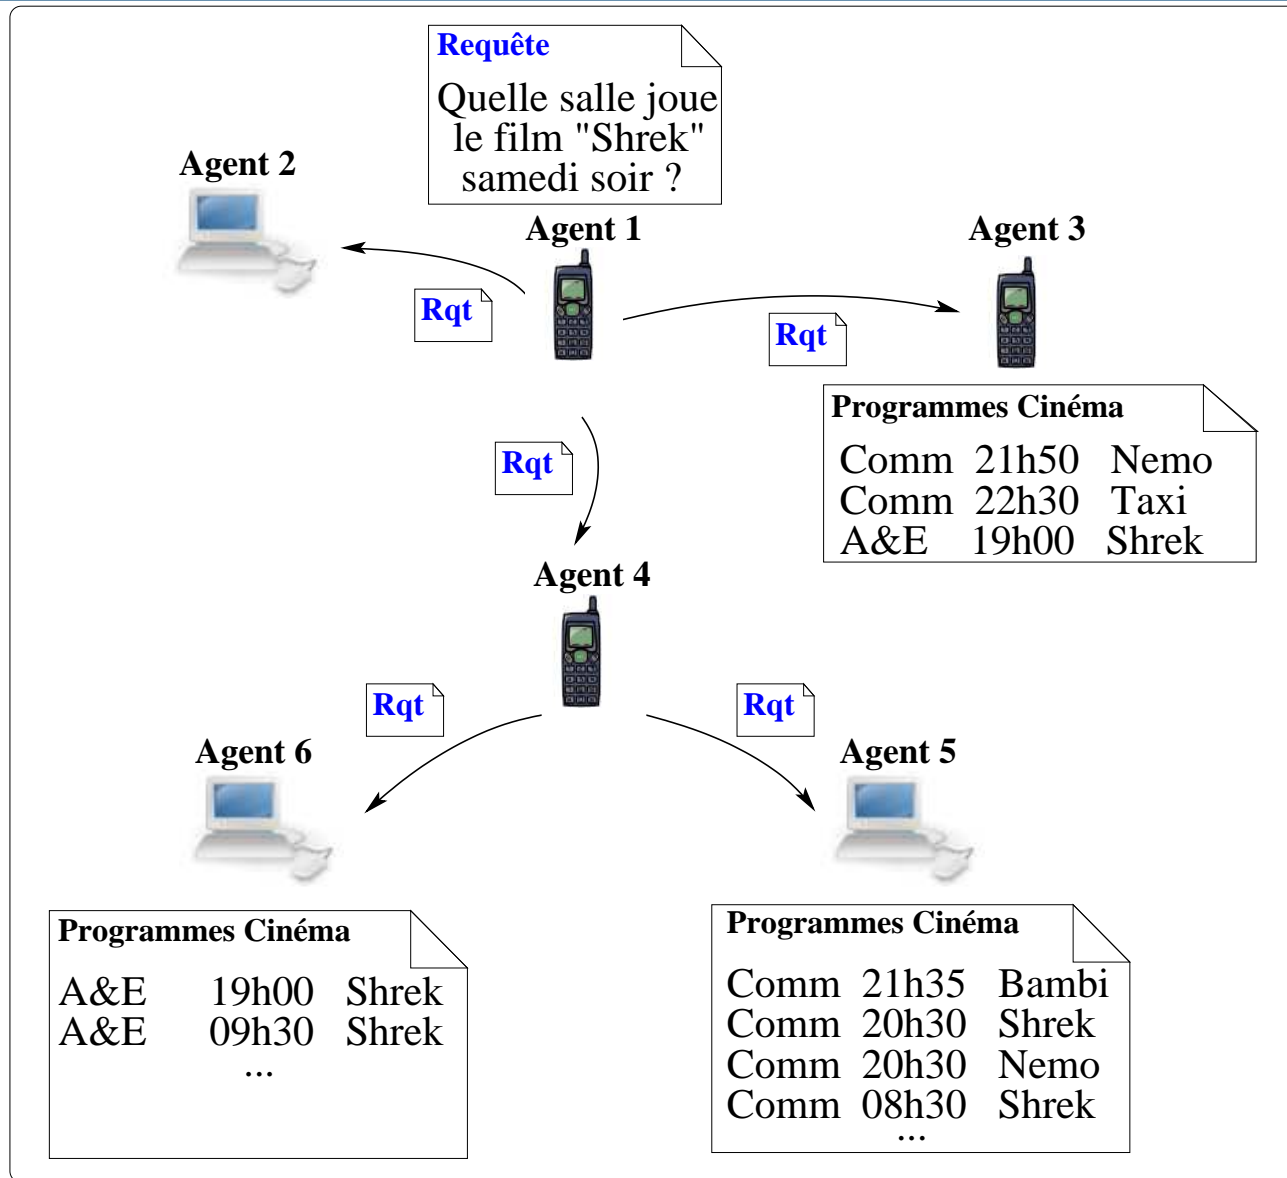 Requête
Quelle salle joue
le film "Shrek"
samedi soir ?
Agent 2
Agent 1
Agent 3
Rqt
Rqt
Programmes Cinéma
Comm 21h50 Nemo
Comm 22h30 Taxi
A&E 19h00 Shrek
Rqt
Agent 4
Rqt
Rqt
Agent 6
Agent 5
Programmes Cinéma
A&E 19h00 Shrek
A&E 09h30 Shrek
...
Programmes Cinéma
Comm 21h35 Bambi
Comm 20h30 Shrek
Comm 20h30 Nemo
Comm 08h30 Shrek
...